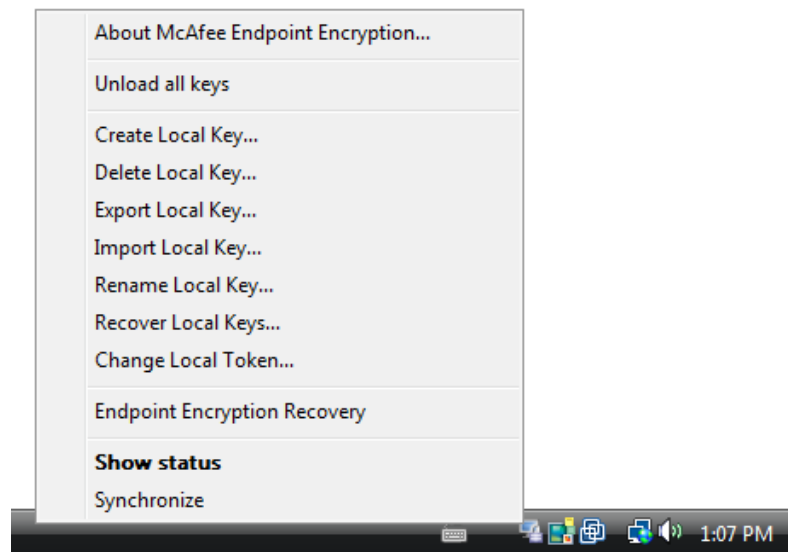 About McAfee Endpoint Encryption...
Unload all keys
Create Local Key...
Delete Local Key...
Export Local Key...
Import Local Key...
Rename Local Key...
Recover Local Keys...
Change Local Token...
Endpoint Encryption Recovery
Show status
Synchronize
1:07 PM